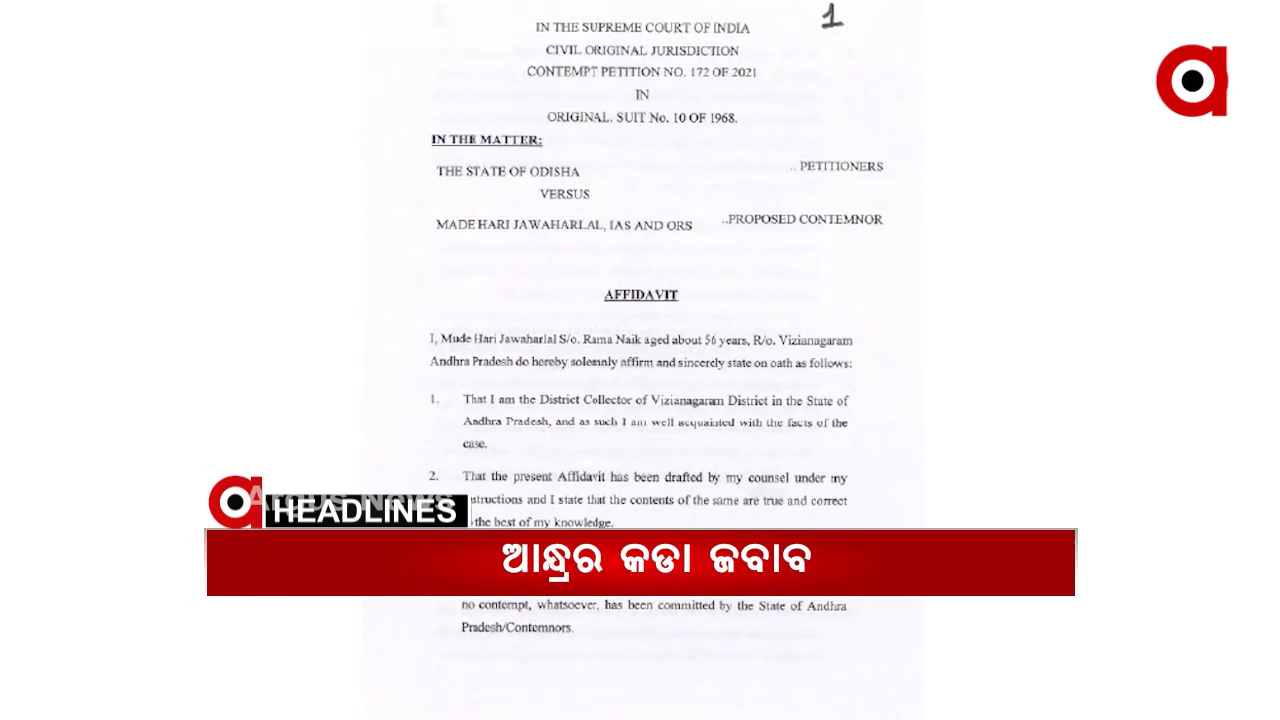 1
IN THE SUPREME COURT OF INDIA
CIVIL ORIGINAL JURISDICTION
CONTEMPT PETITION NO. 172 OF 2021
IN
ORIGINAL. SUIT No. 10 OF 1968.
IN THE MATTER:
THE STATE OF ODISHA
.. PETITIONERS
VERSUS
MADE HARI JAWAHARLAL, IAS AND ORS
..PROPOSED CONTEMNOR
AFFIDAVIT
I, Mude Hari Jawaharlal S/o. Rama Naik aged about 56 years, R/o. Vizianagaram
Andhra Pradesh do hereby solemnly affirm and sincerely state on oath as follows:
1. That I am the District Collector of Vizianagaram District in the State of
Andhra Pradesh, and as such I am well acquainted with the facts of the
case.
2. That the present Affidavit has been drafted by my counsel under my
structions and I state that the contents of the same are true and correct
the best of my knowledge.
Argus News
HEADLINES
ଆନ୍ଧ୍ରର କଡା ଜବାବ
no contempt, whatsoever, has been committed by the State of Andhra
Pradesh/Contemnors.